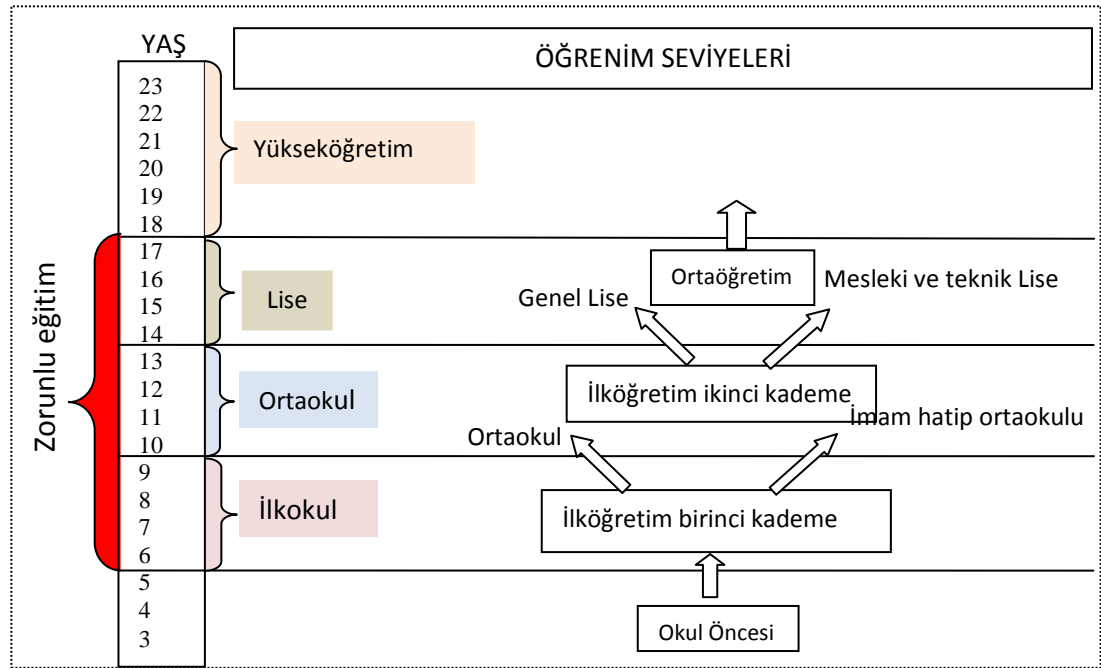 YAŞ
ÖĞRENİM SEVİYELERİ
23
22
21
20
19
18
Yükseköğretim
17
16
15
14
Lise
Ortaöğretim
Genel Lise
Mesleki ve teknik Lise
Zorunlu eğitim
13
12
11
10
Ortaokul
İlköğretim ikinci kademe
Ortaokul
İmam hatip ortaokulu
9
8
7
6
İlkokul
İlköğretim birinci kademe
5
4
3
Okul Öncesi